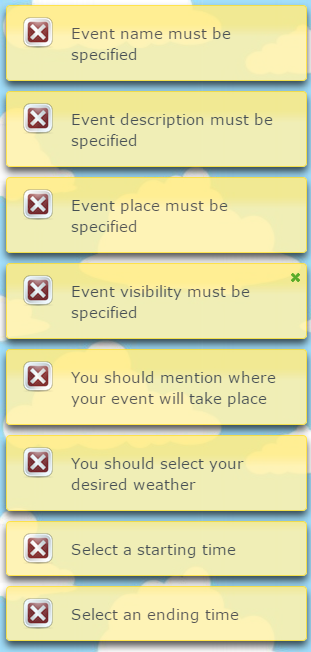 Event name must be
specified
Event description must be
specified
Event place must be
specified
Event visibility must be
specified
You should mention where
your event will take place
You should select your
desired weather
Select a starting time
Select an ending time